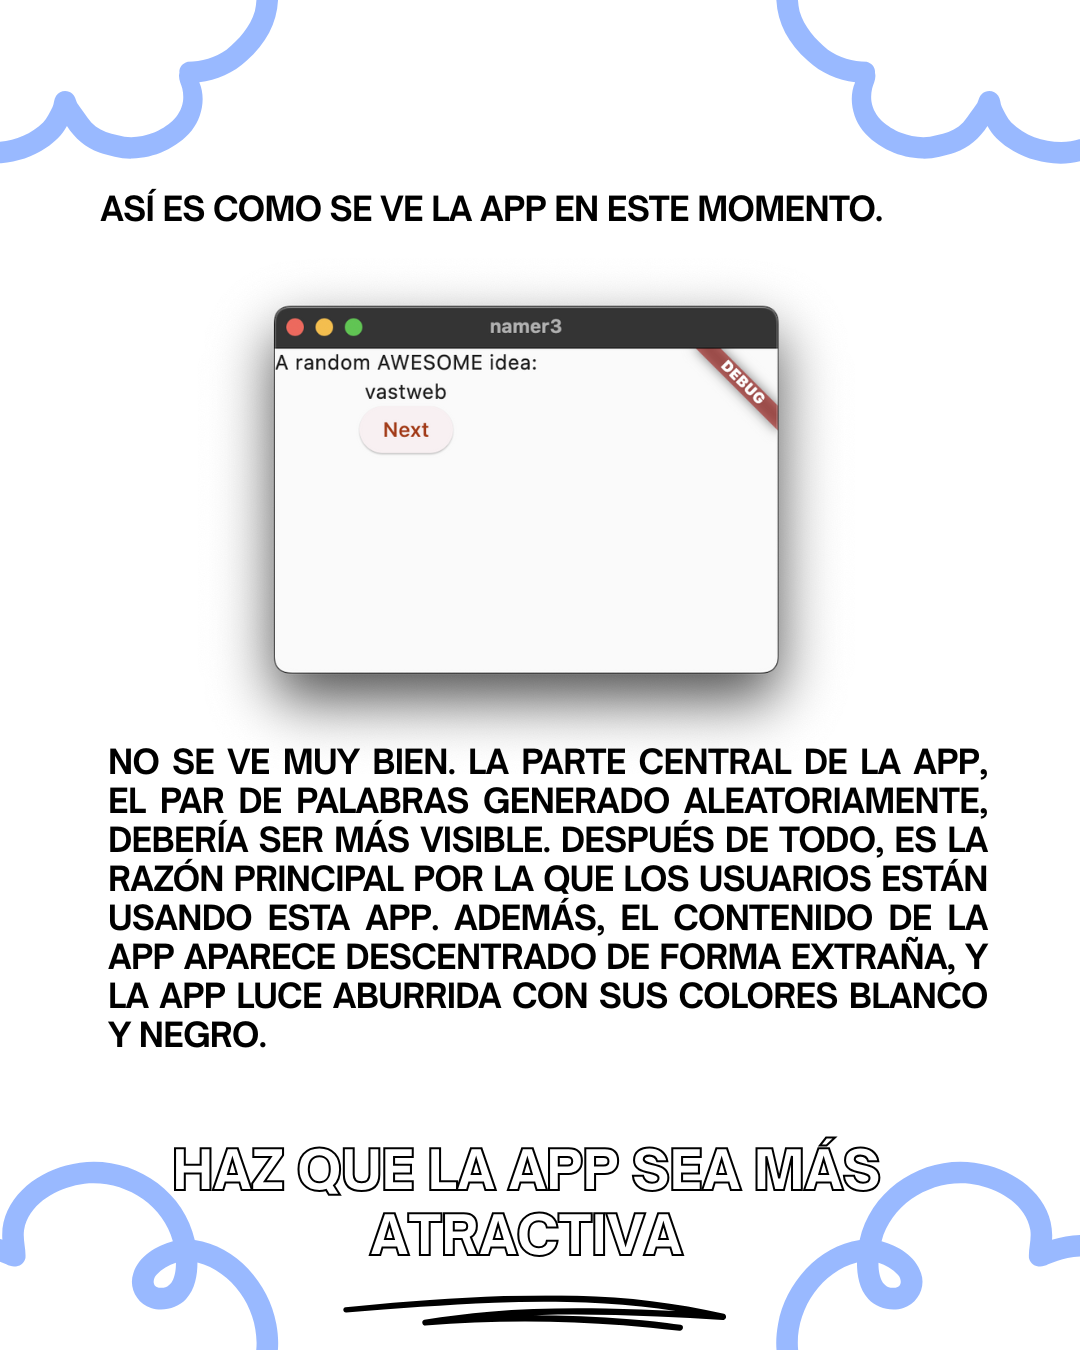 ASÍ ES COMO SE VE LA APP EN ESTE MOMENTO.
namer3
A random AWESOME idea:
DEBUG
vastweb
Next
NO SE VE MUY BIEN. LA PARTE CENTRAL DE LA APP,
EL PAR DE PALABRAS GENERADO ALEATORIAMENTE,
DEBERÍA SER MÁS VISIBLE. DESPUÉS DE TODO, ES LA
RAZÓN PRINCIPAL POR LA QUE LOS USUARIOS ESTÁN
USANDO ESTA APP. ADEMÁS, EL CONTENIDO DE LA
APP APARECE DESCENTRADO DE FORMA EXTRAÑA, Y
LA APP LUCE ABURRIDA CON SUS COLORES BLANCO
Y NEGRO.
HAZ QUE LA APP SEA MÁS
ATRACTIVA